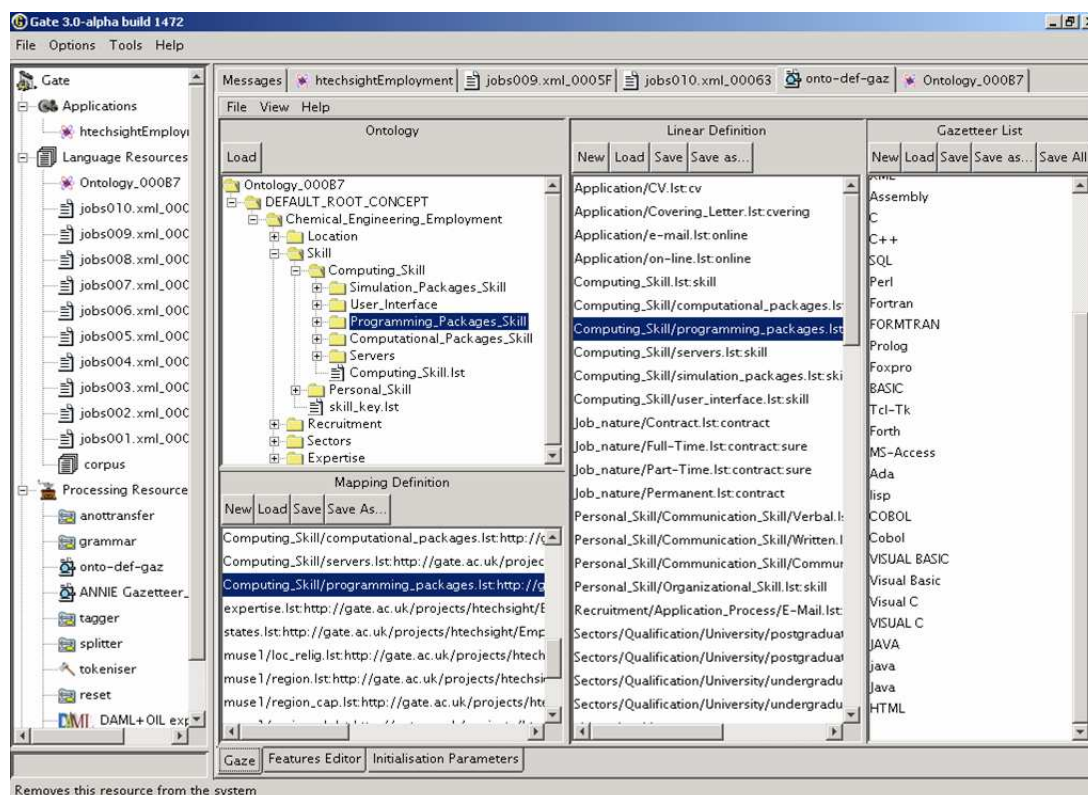 Gate 3.0-alpha build 1472
File Options Tools Help
Gate
Applications
htechsightEmploy
Language Resources
Ontology_000B7
jobs010.xml_000
jobs009.xml_000
jobs008.xml_000
jobs007.xml_000
jobs006.xml_000
jobs005.xml_000
jobs004.xml_000
jobs003.xml_000
jobs002.xml_000
jobs001.xml_000
corpus
Processing Resource
anottransfer
grammar
onto-def-gaz
ANNIE Gazetteer_
tagger
splitter
tokeniser
reset
DAML+OIL exp
Messages htechsightEmployment jobs009.xml_0005F jobs010.xml_00063 onto-def-gaz Ontology_000B7
File View Help
Ontology
Load
Ontology_000B7
DEFAULT_ROOT_CONCEPT
Chemical_Engineering_Employment
Location
Skill
Computing_Skill
Simulation_Packages_Skill
User_Interface
Programming_Packages_Skill
Computational_Packages_Skill
Servers
Computing_Skill.lst
Personal_Skill
skill_key.lst
Recruitment
Sectors
Expertise
Mapping Definition
New Load Save Save As...
Computing_Skill/computational_packages.lst:http://g
Computing_Skill/servers.lst:http://gate.ac.uk/projec
Computing_Skill/programming_packages.lst:http://g
expertise.lst:http://gate.ac.uk/projects/htechsight/E
states.lst:http://gate.ac.uk/projects/htechsight/Emp
muse1/loc_relig.lst:http://gate.ac.uk/projects/htech
muse1/region.lst:http://gate.ac.uk/projects/htechsi
muse1/region_cap.lst:http://gate.ac.uk/projects/hte
Linear Definition
New Load Save Save as...
Application/CV.lst:cv
Application/Covering_Letter.lst:cvering
Application/e-mail.lst:online
Application/on-line.lst:online
Computing_Skill.lst:skill
Computing_Skill/computational_packages.ls
Computing_Skill/programming_packages.lst
Computing_Skill/servers.lst:skill
Computing_Skill/simulation_packages.lst:ski
Computing_Skill/user_interface.lst:skill
Job_nature/Contract.lst:contract
Job_nature/Full-Time.lst:contract:sure
Job_nature/Part-Time.lst:contract:sure
Job_nature/Permanent.lst:contract
Personal_Skill/Communication_Skill/Verbal.l
Personal_Skill/Communication_Skill/Written.l
Personal_Skill/Communication_Skill/Commu
Personal_Skill/Organizational_Skill.lst:skill
Recruitment/Application_Process/E-Mail.lst:
Sectors/Qualification/University/postgradua
Sectors/Qualification/University/postgradua
Sectors/Qualification/University/undergradu
Sectors/Qualification/University/undergradu
Gazetteer List
New Load Save Save as... Save All
XML
Assembly
C
C++
SQL
Perl
Fortran
FORMTRAN
Prolog
Foxpro
BASIC
Tcl-Tk
Forth
MS-Access
Ada
lisp
COBOL
Cobol
VISUAL BASIC
Visual Basic
Visual C
VISUAL C
JAVA
java
Java
HTML
Gaze Features Editor Initialisation Parameters
Removes this resource from the system